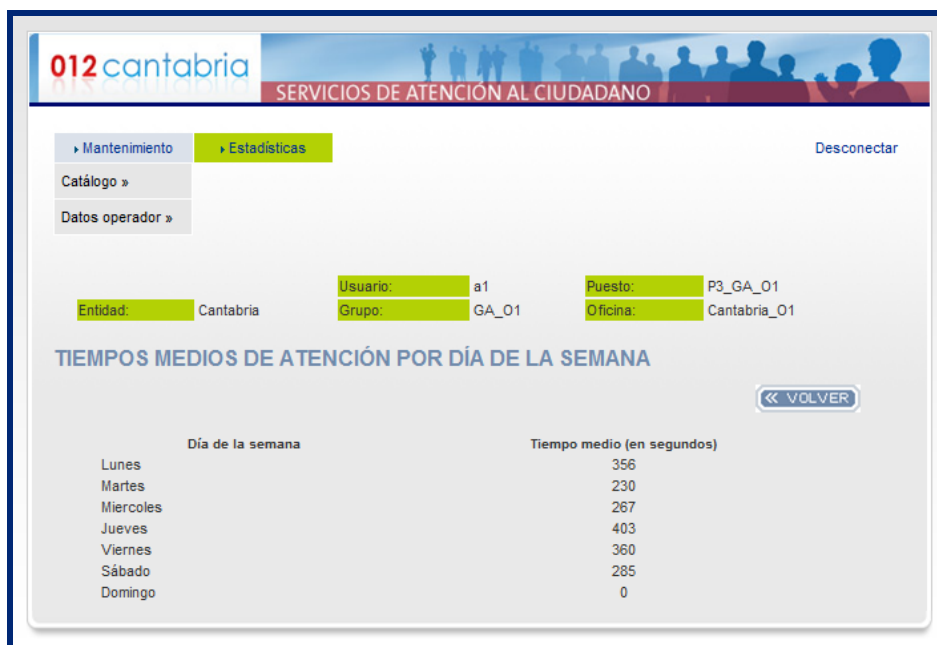 012 cantabria
SERVICIOS DE ATENCIÓN AL CIUDADANO
Mantenimiento Estadísticas Desconectar
Catálogo »
Datos operador »
Usuario: a1 Puesto: P3_GA_O1
Entidad: Cantabria Grupo: GA_O1 Oficina: Cantabria_O1
TIEMPOS MEDIOS DE ATENCIÓN POR DÍA DE LA SEMANA
« VOLVER
Día de la semana Tiempo medio (en segundos)
Lunes 356
Martes 230
Miercoles 267
Jueves 403
Viernes 360
Sábado 285
Domingo 0